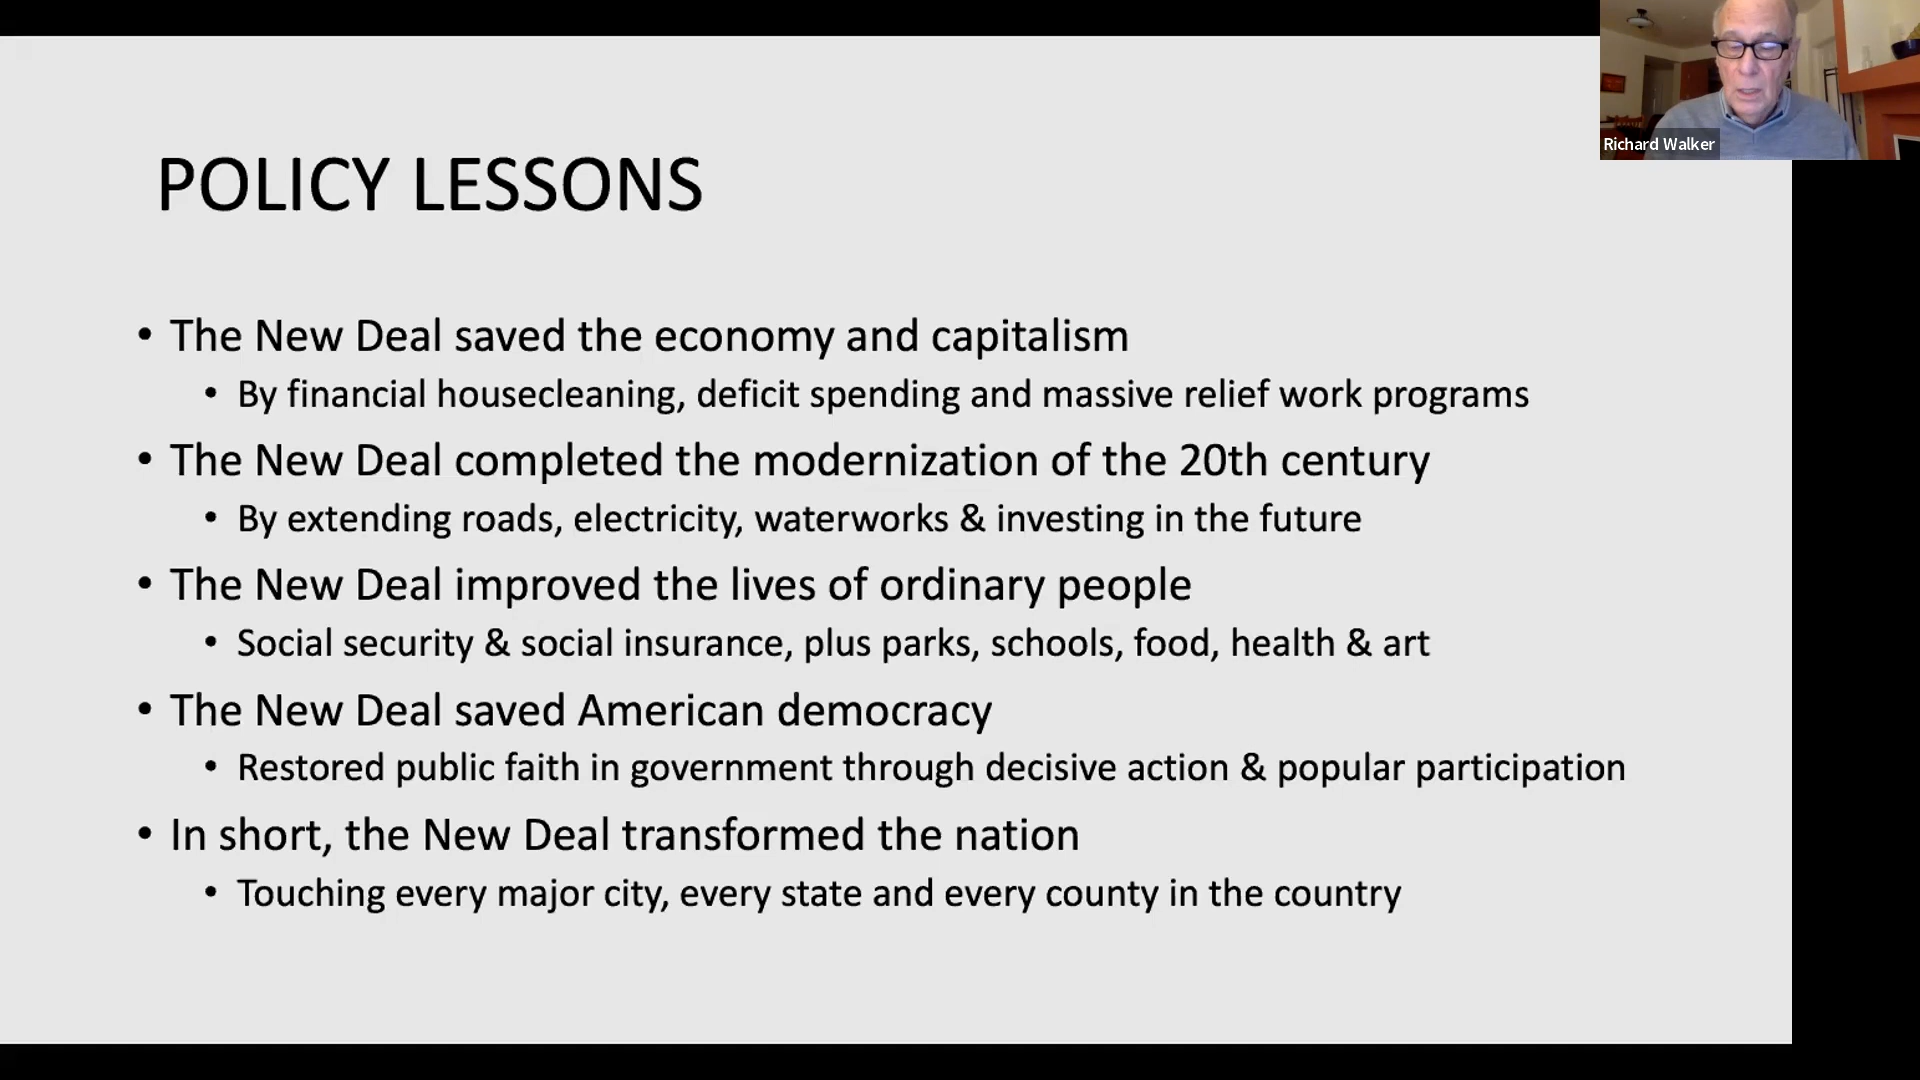 Richard Walker
POLICY LESSONS
• The New Deal saved the economy and capitalism
• By financial housecleaning, deficit spending and massive relief work programs
• The New Deal completed the modernization of the 20th century
• By extending roads, electricity, waterworks & investing in the future
• The New Deal improved the lives of ordinary people
• Social security & social insurance, plus parks, schools, food, health & art
• The New Deal saved American democracy
• Restored public faith in government through decisive action & popular participation
• In short, the New Deal transformed the nation
• Touching every major city, every state and every county in the country